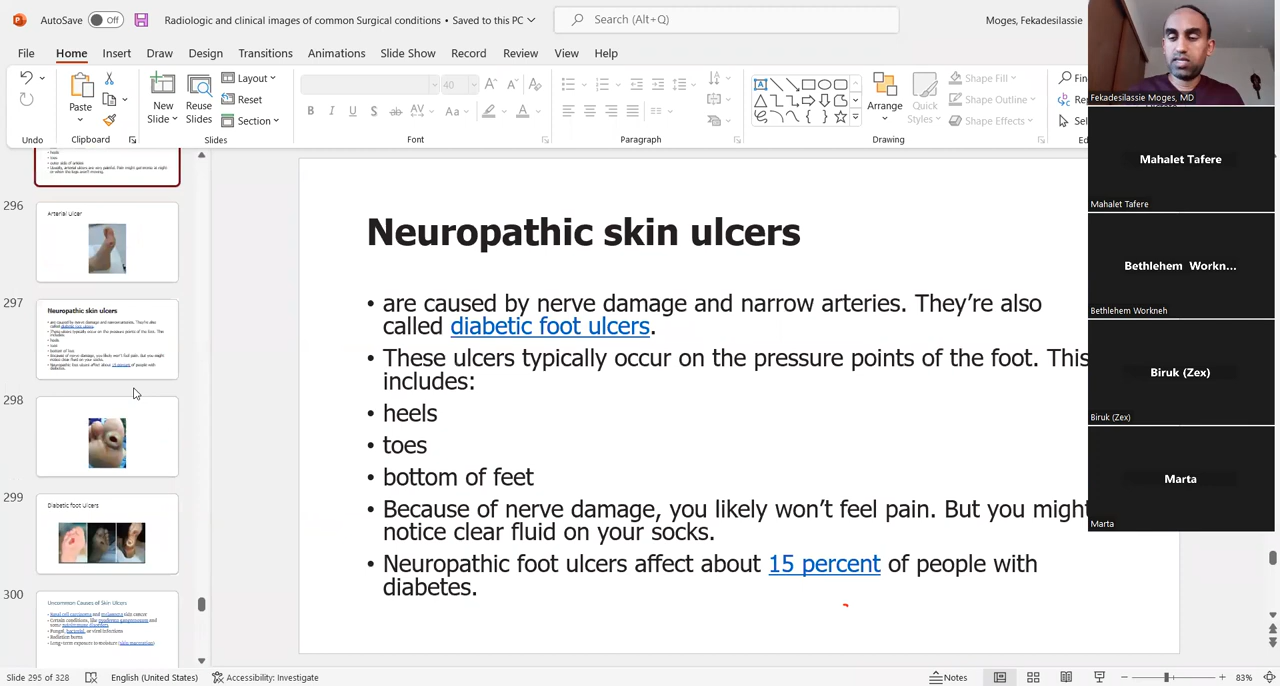 AutoSave
Off
Radiologic and clinical images of common Surgical conditions • Saved to this PC
Search (Alt+Q)
Moges, Fekadesilassie
File
Home
Insert
Draw
Design
Transitions
Animations
Slide Show
Record
Review
View
Help
Paste
New
Slide
Reuse
Slides
Layout
Reset
Section
40
Arrange
Quick
Styles
Shape Fill
Shape Outline
Shape Effects
Undo
Clipboard
Slides
Font
Paragraph
Drawing
296
Arterial ulcer
297
Neuropathic skin ulcers
298
299
Diabetic foot Ulcers
300
Uncommon Causes of Skin Ulcers
Neuropathic skin ulcers
• are caused by nerve damage and narrow arteries. They're also
called diabetic foot ulcers.
• These ulcers typically occur on the pressure points of the foot. This
includes:
• heels
• toes
• bottom of feet
• Because of nerve damage, you likely won't feel pain. But you might
notice clear fluid on your socks.
• Neuropathic foot ulcers affect about 15 percent of people with
diabetes.
Fekadesilassie Moges, MD
Mahalet Tafere
Mahalet Tafere
Bethlehem Workn...
Bethlehem Workneh
Biruk (Zex)
Biruk (Zex)
Marta
Marta
Slide 295 of 328
English (United States)
Accessibility: Investigate
Notes
83%